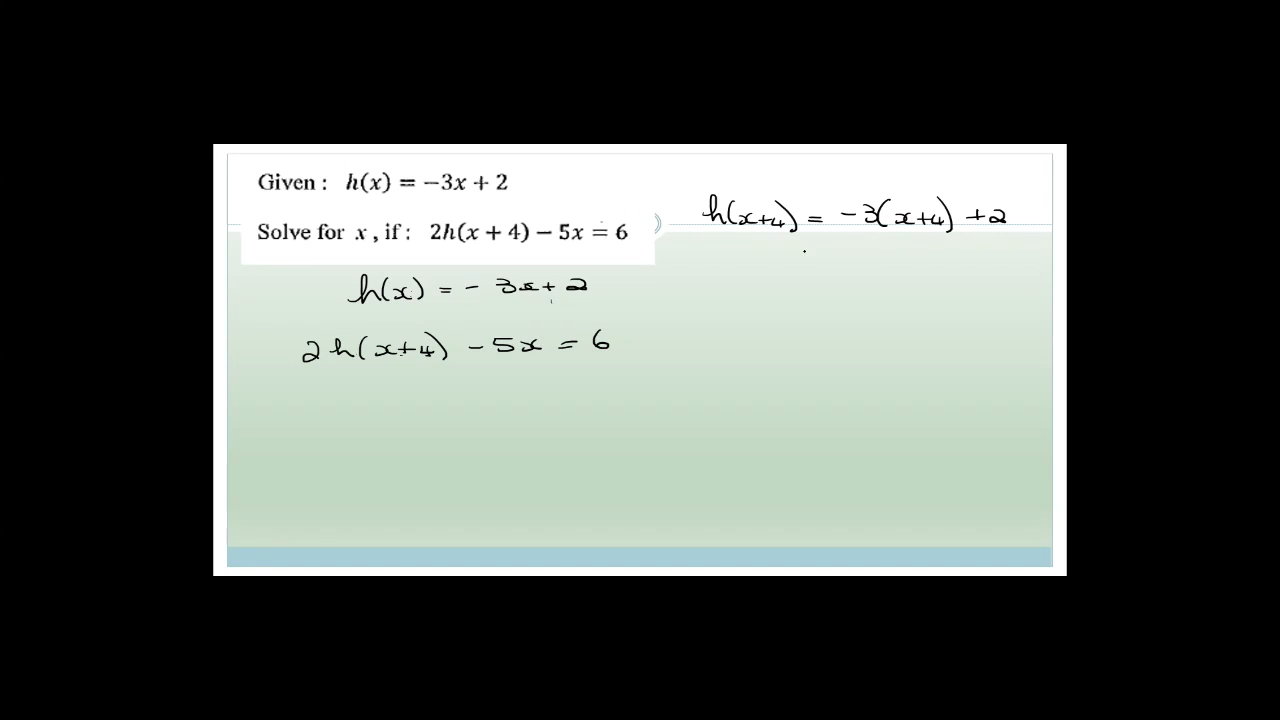 Given : h(x) = −3x + 2
Solve for x , if : 2h(x + 4) − 5x = 6
h(x+4) = -3(x+4) +2
h(x) = - 3x + 2
2h(x+4) - 5x = 6